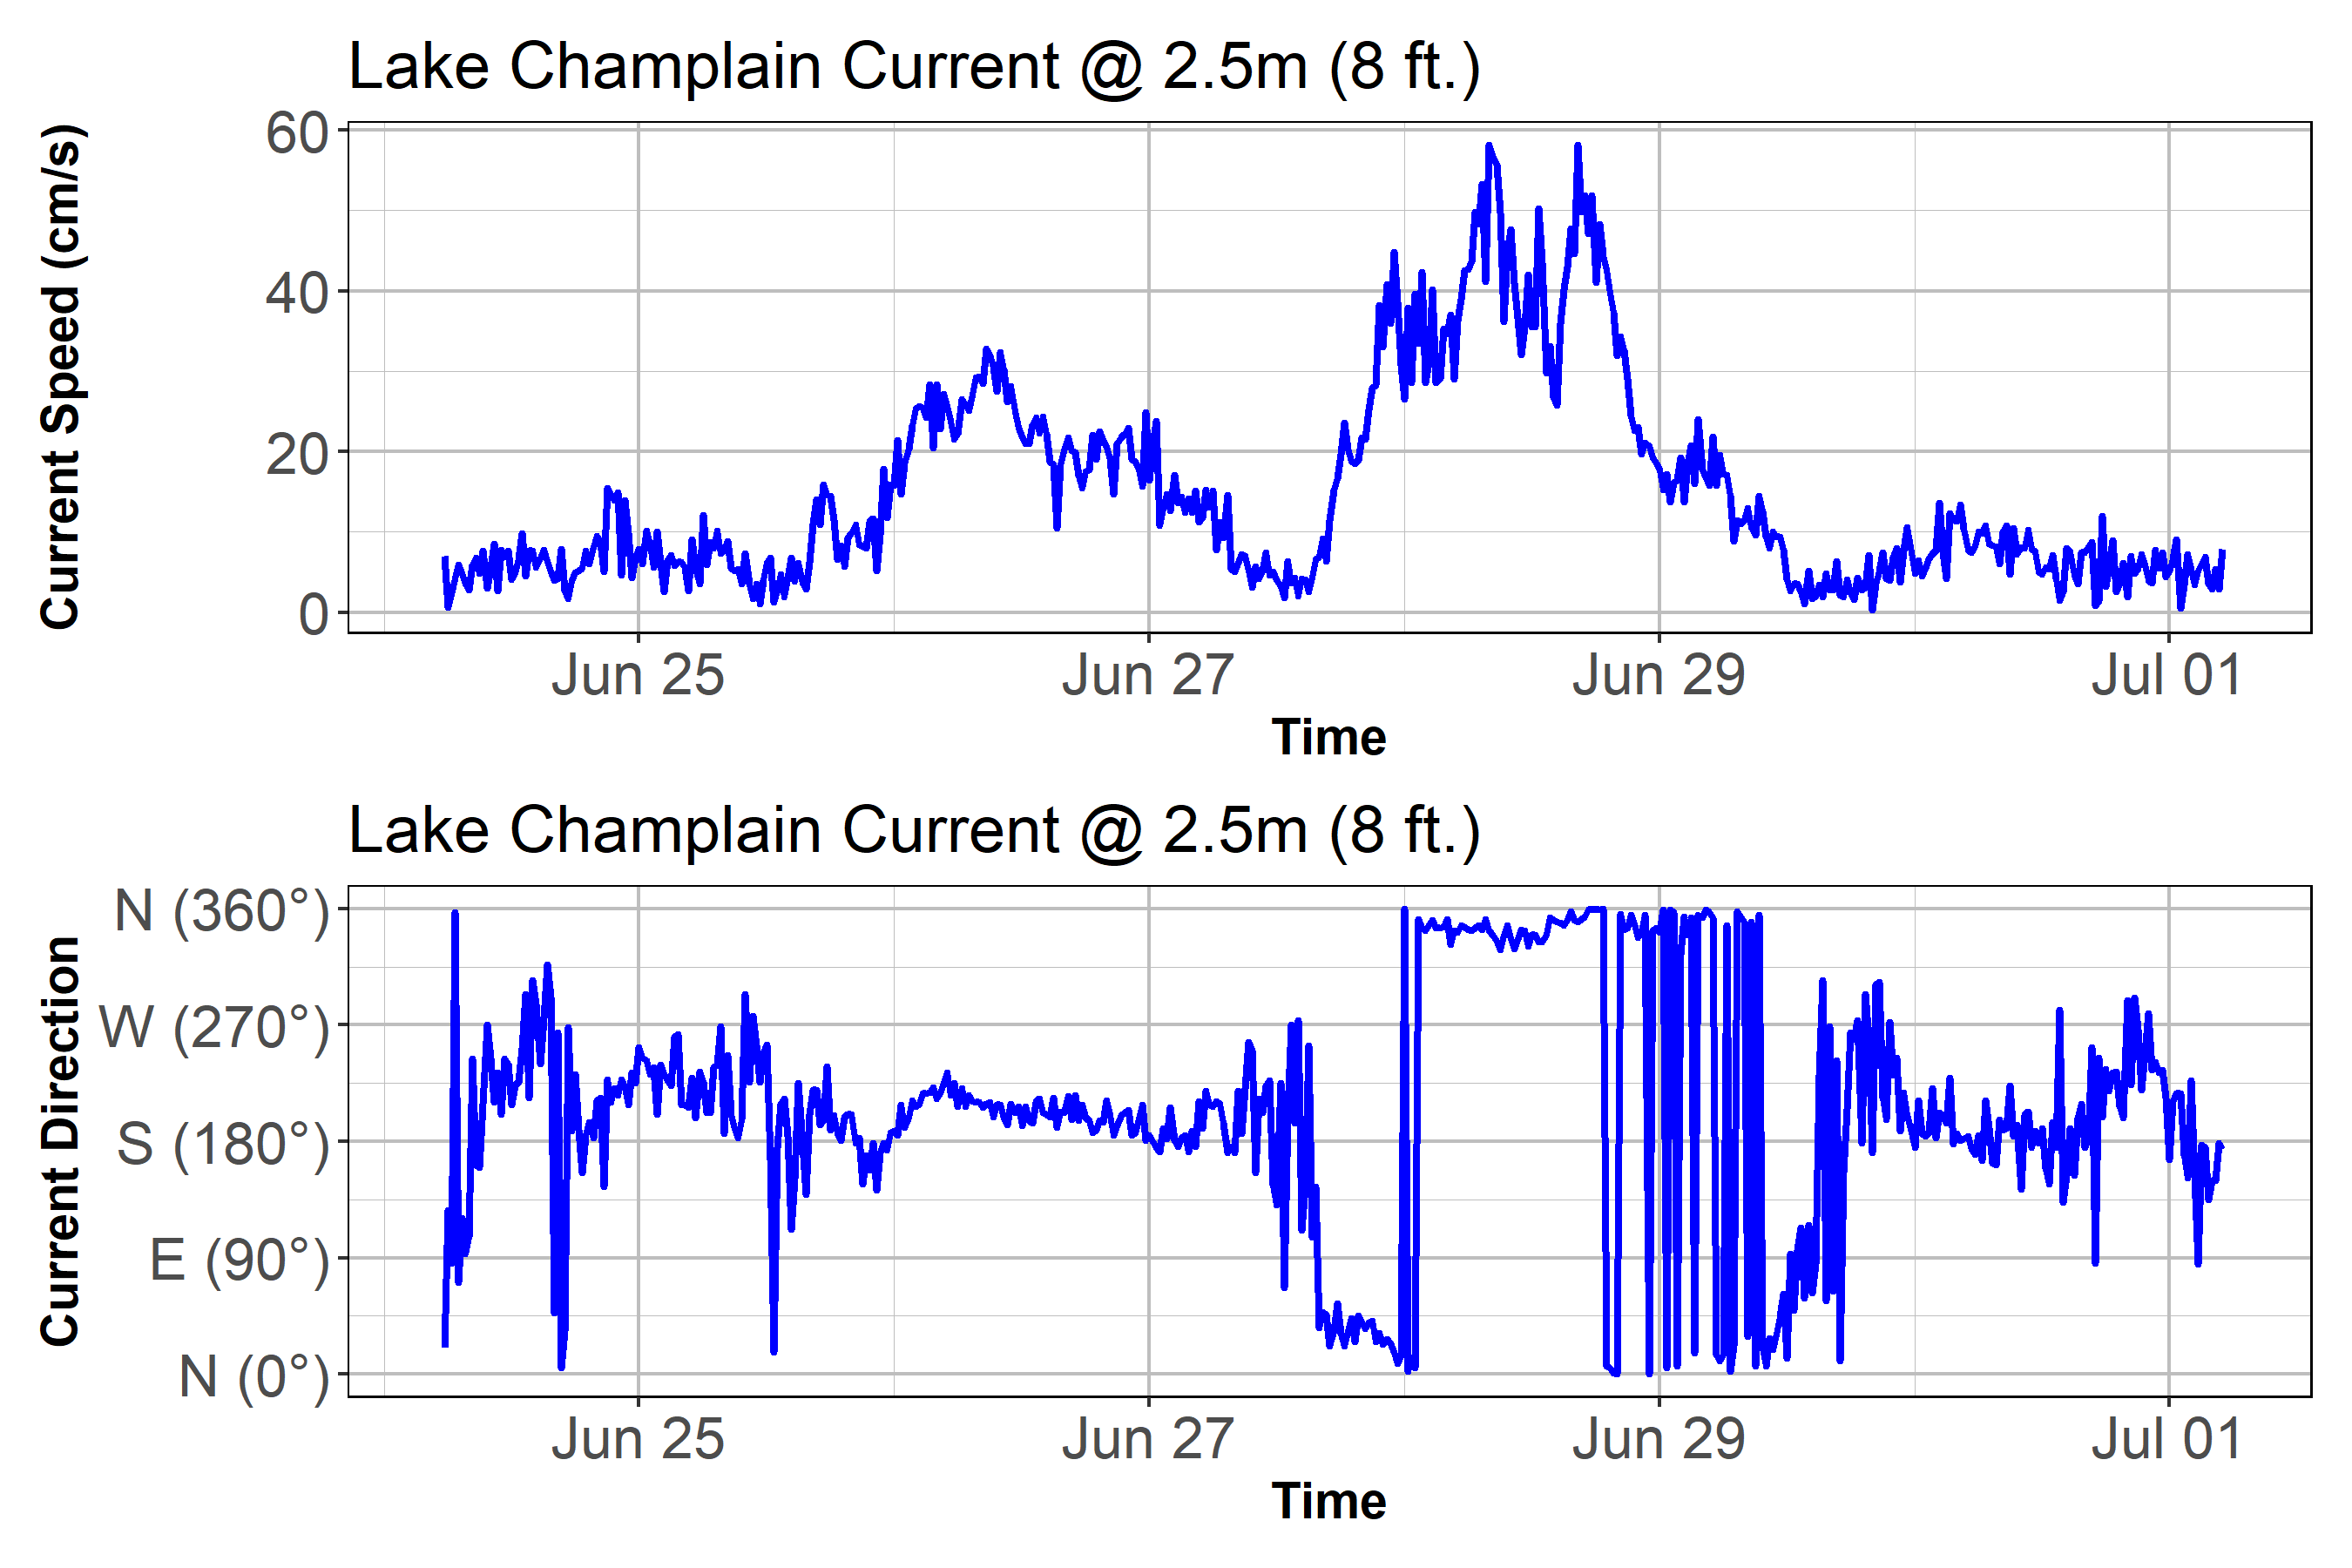 Lake Champlain Current @ 2.5m (8 ft.)
Current Speed (cm/s)
60
40
20
0
Jun 25 Jun 27 Jun 29 Jul 01
Time
Lake Champlain Current @ 2.5m (8 ft.)
Current Direction
N (360°)
W (270°)
S (180°)
E (90°)
N (0°)
Jun 25 Jun 27 Jun 29 Jul 01
Time